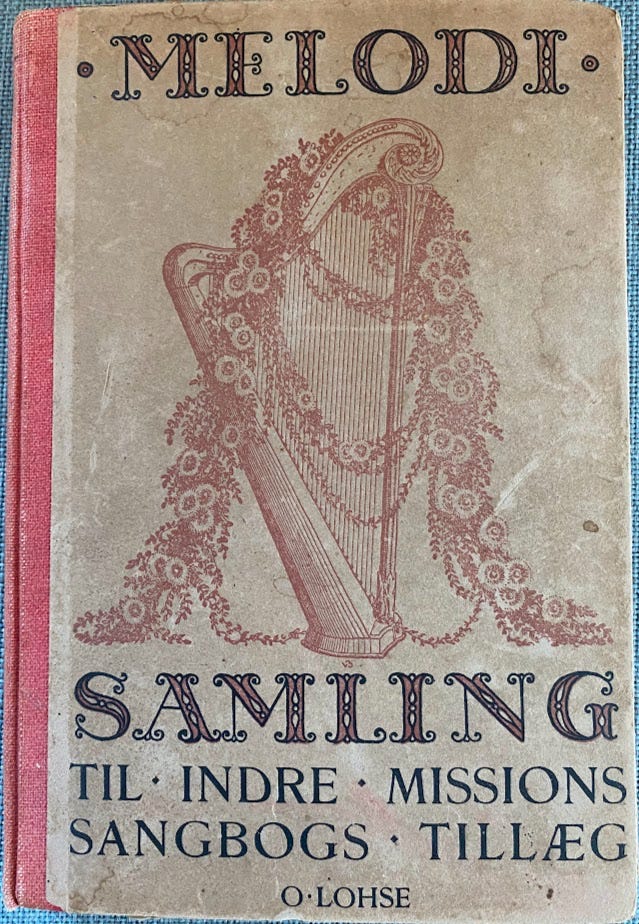 · MELODI ·
SAMLING
TIL · INDRE · MISSIONS
SANGBOGS · TILLÆG
O · LOHSE